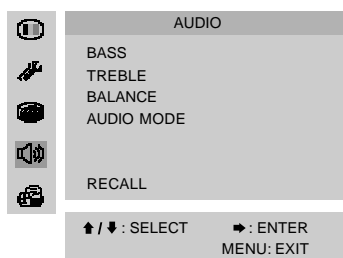 AUDIO
BASS
TREBLE
BALANCE
AUDIO MODE
RECALL
⬆ / ⬇ : SELECT ➡ : ENTER
MENU: EXIT